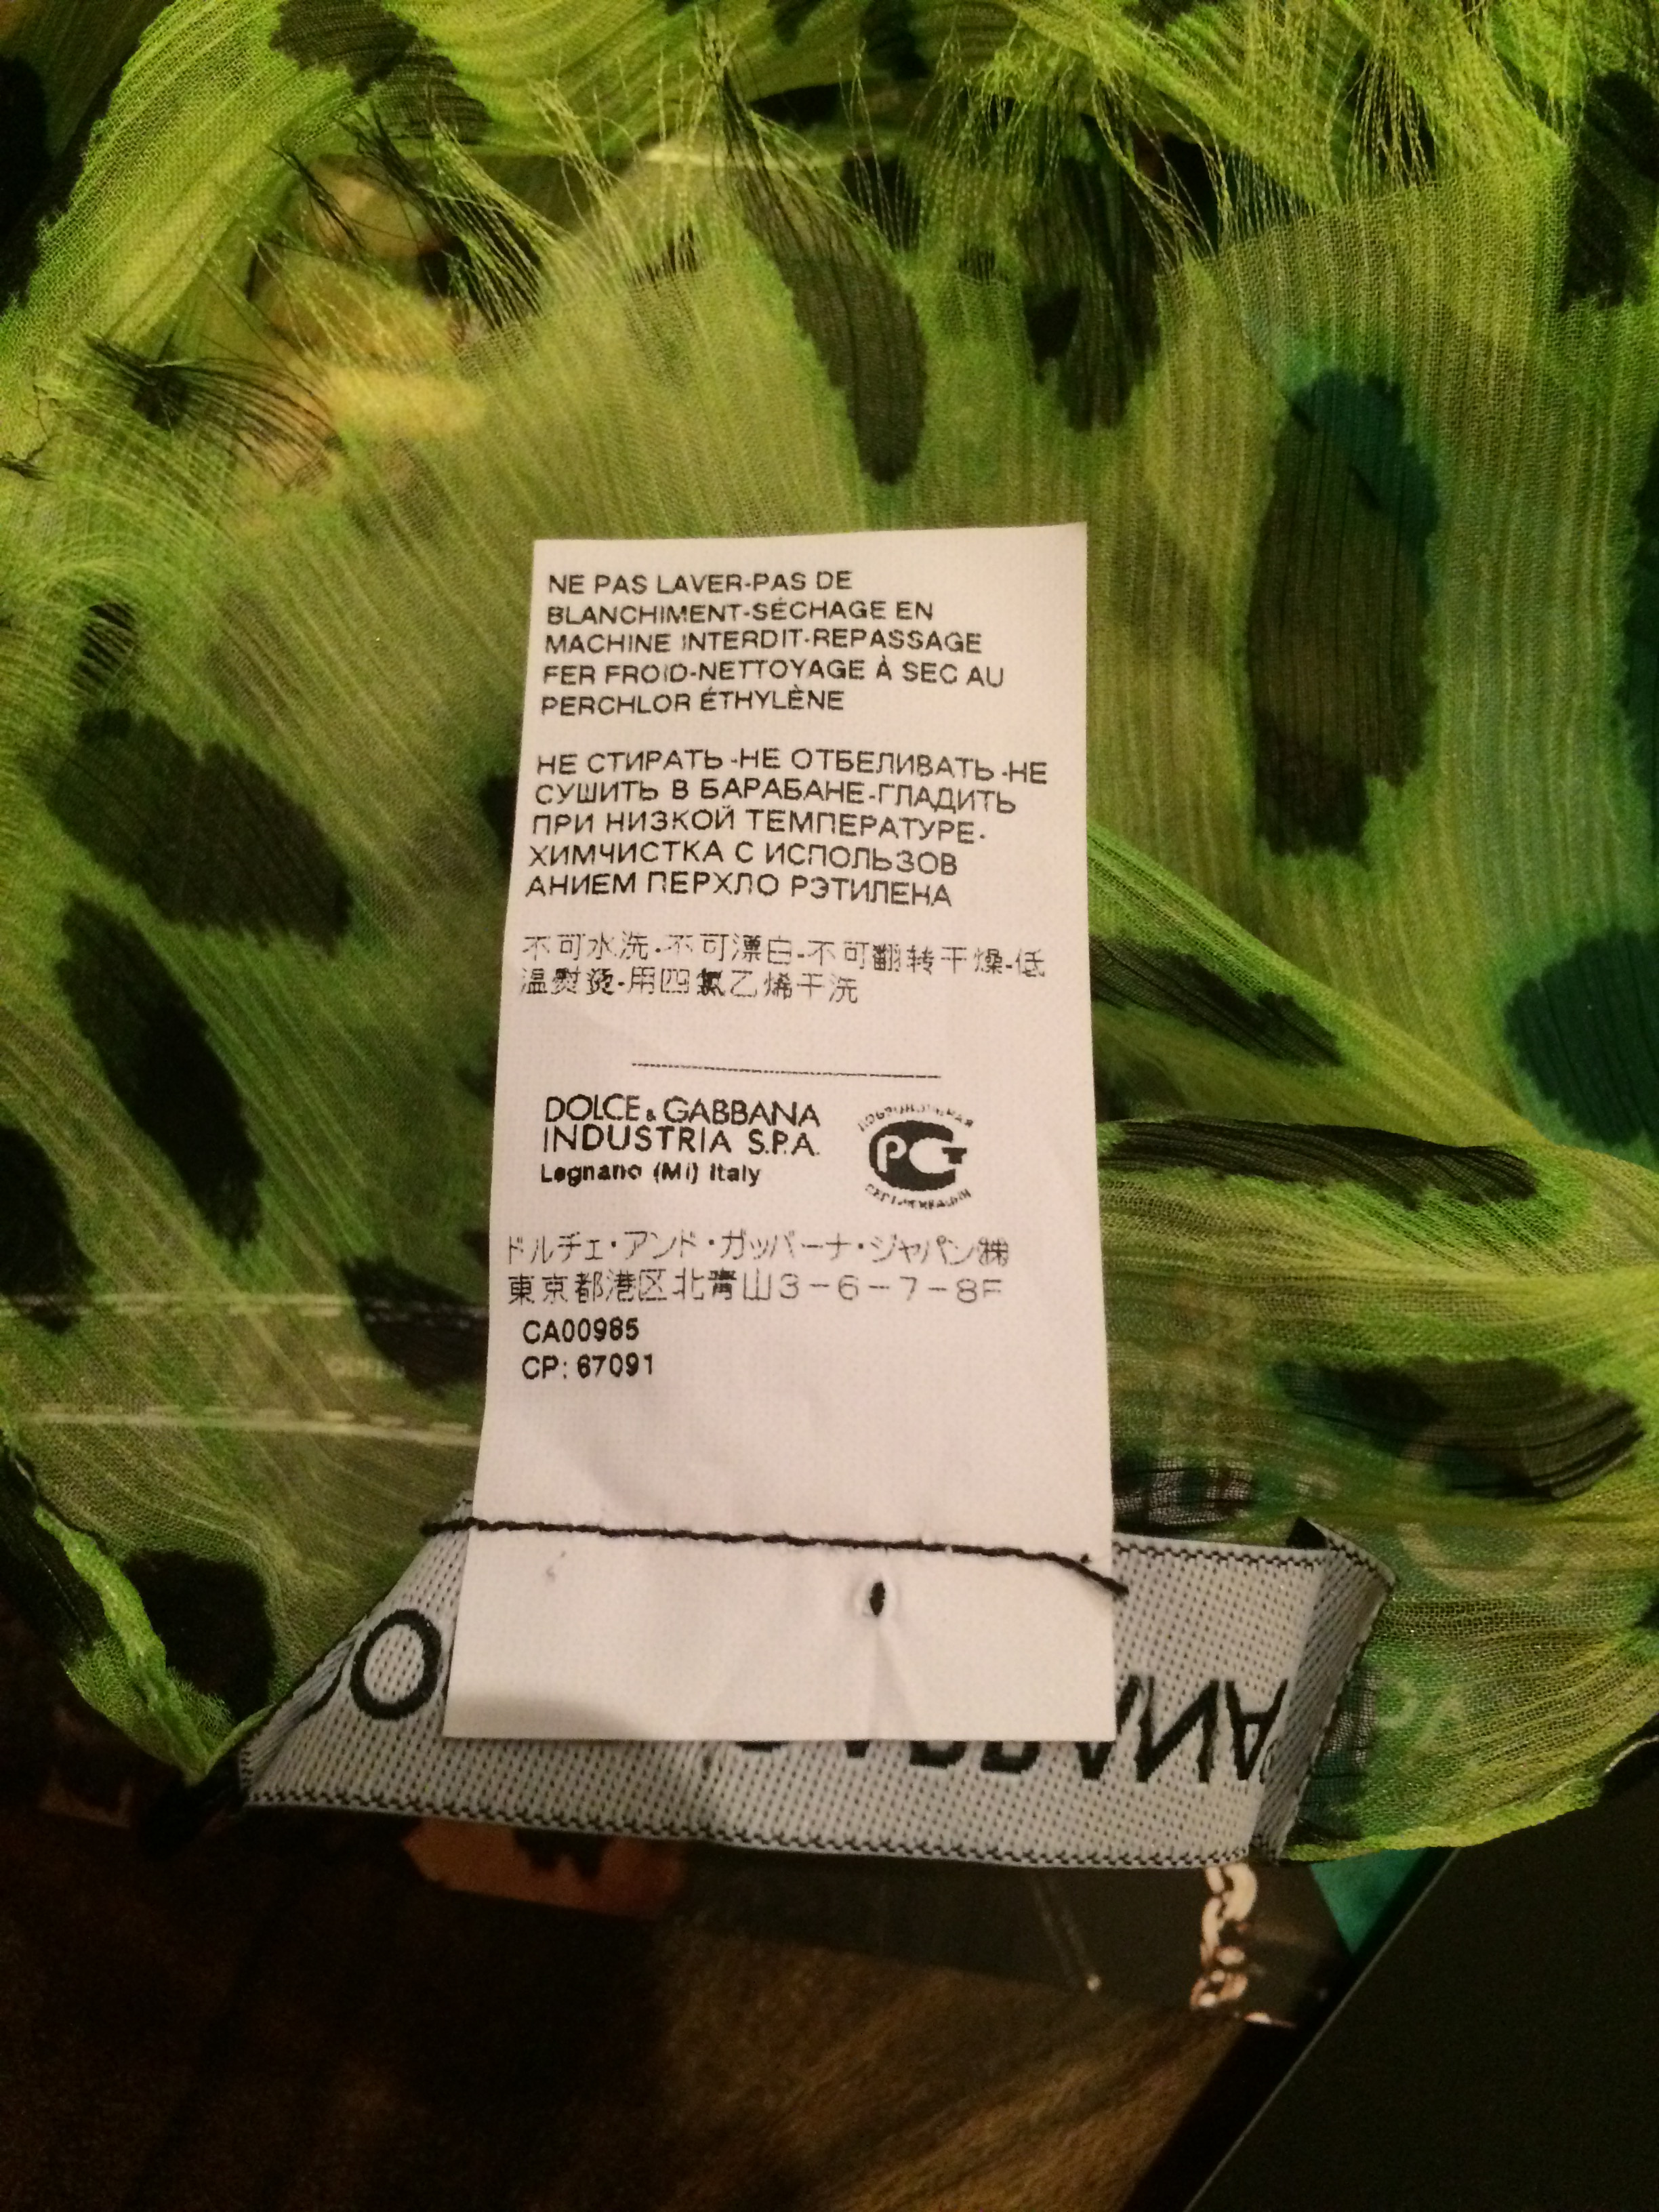 NE PAS LAVER-PAS DE
BLANCHIMENT-SÉCHAGE EN
MACHINE INTERDIT-REPASSAGE
FER FROID-NETTOYAGE À SEC AU
PERCHLOR ÉTHYLÈNE
НЕ СТИРАТЬ-НЕ ОТБЕЛИВАТЬ-НЕ
СУШИТЬ В БАРАБАНЕ-ГЛАДИТЬ
ПРИ НИЗКОЙ ТЕМПЕРАТУРЕ-
ХИМЧИСТКА С ИСПОЛЬЗОВ
АНИЕМ ПЕРХЛО РЭТИЛЕНА
不可水洗-不可漂白-不可翻转干燥-低
温熨烫-用四氯乙烯干洗
DOLCE & GABBANA
INDUSTRIA S.P.A.
Legnano (Mi) Italy
ДОБРОВОЛЬНАЯ
РСТ
СЕРТИФИКАЦИЯ
ドルチェ・アンド・ガッバーナ・ジャパン㈱
東京都港区北青山3-6-7-8F
CA00985
CP: 67091